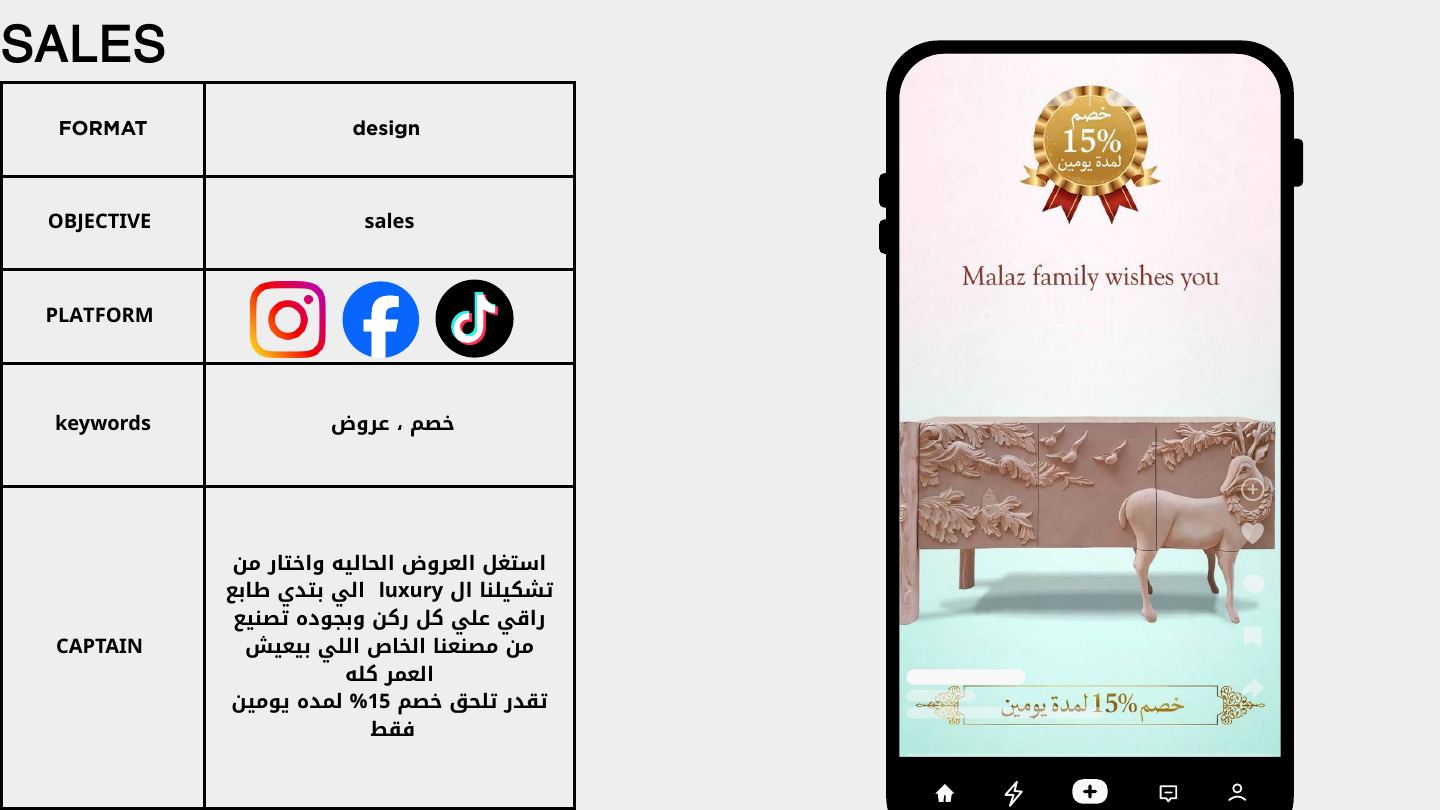 SALES
FORMAT
design
OBJECTIVE
sales
PLATFORM
keywords
خصم ، عروض
CAPTAIN
استغل العروض الحاليه واختار من
تشكيلنا ال luxury الي بتدي طابع
راقي علي كل ركن وبجوده تصنيع
من مصنعنا الخاص اللي بيعيش
العمر كله
تقدر تلحق خصم 15% لمده يومين
فقط
خصم
15%
لمدة يومين
Malaz family wishes you
خصم 15% لمدة يومين